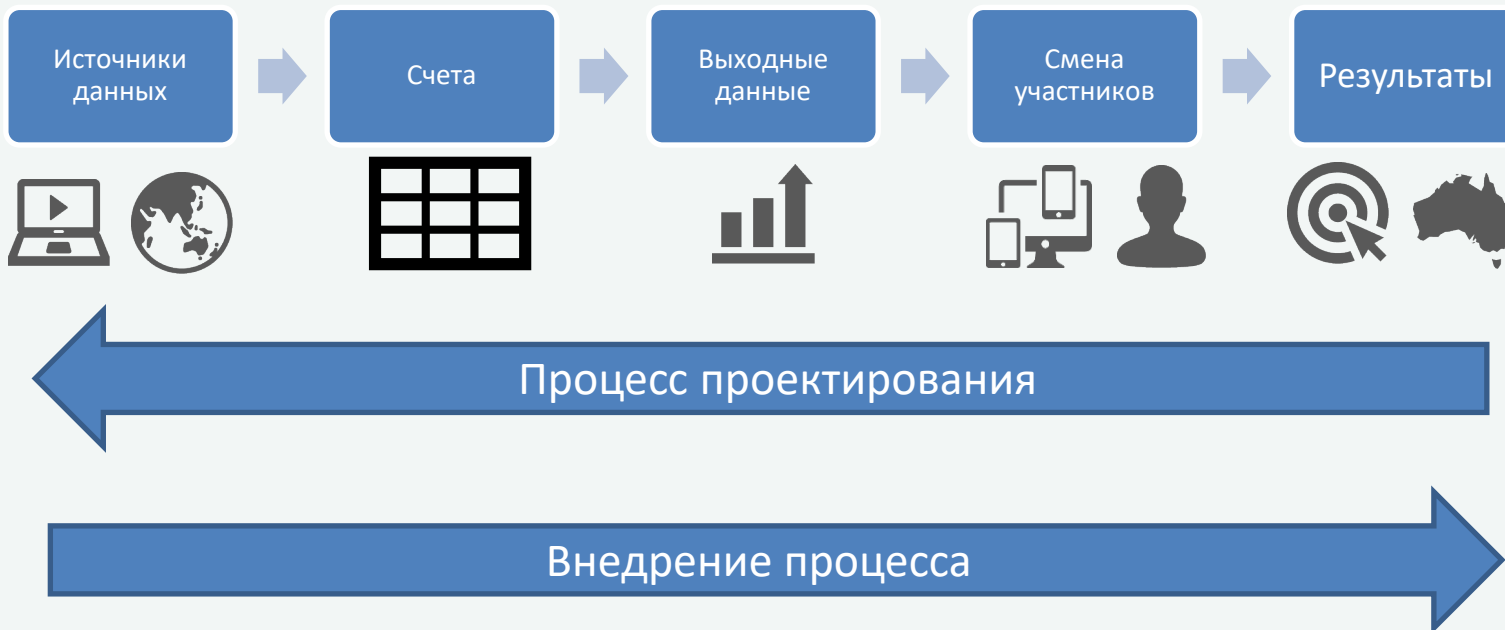 Источники
данных
Счета
Выходные
данные
Смена
участников
Результаты
Процесс проектирования
Внедрение процесса